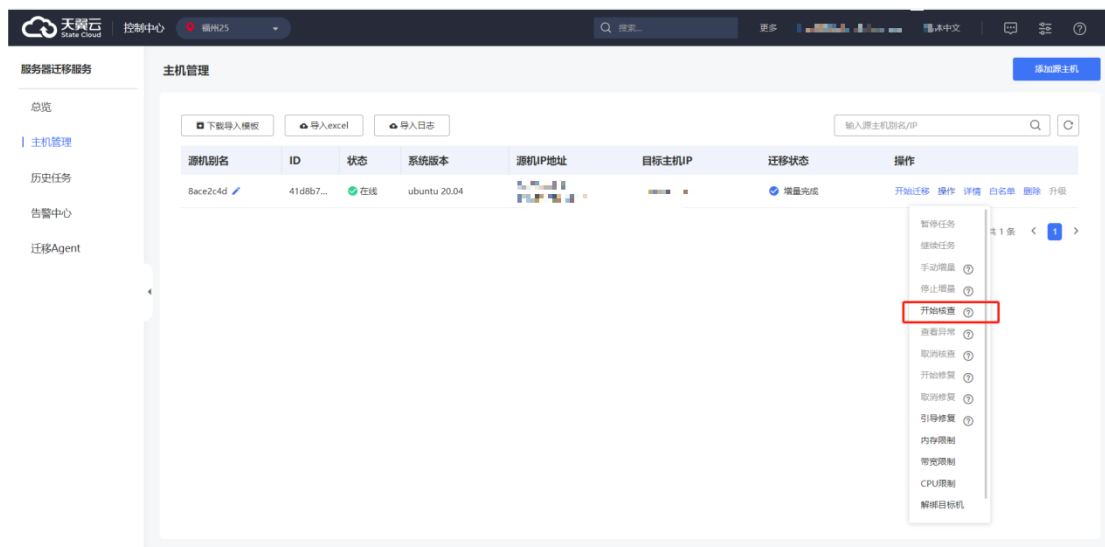 天翼云 State Cloud 控制中心 福州25 搜索... 更多 体中文
服务器迁移服务
总览
主机管理
历史任务
告警中心
迁移Agent
主机管理 添加源主机
下载导入模板 导入excel 导入日志 输入源主机别名/IP
源机别名 ID 状态 系统版本 源机IP地址 目标主机IP 迁移状态 操作
8ace2c4d 41d8b7... 在线 ubuntu 20.04 增量完成 开始迁移 操作 详情 白名单 删除 升级
共 1 条 1
暂停任务
继续任务
手动增量
停止增量
开始核查
查看异常
取消核查
开始修复
取消修复
引导修复
内存限制
带宽限制
CPU限制
解绑目标机